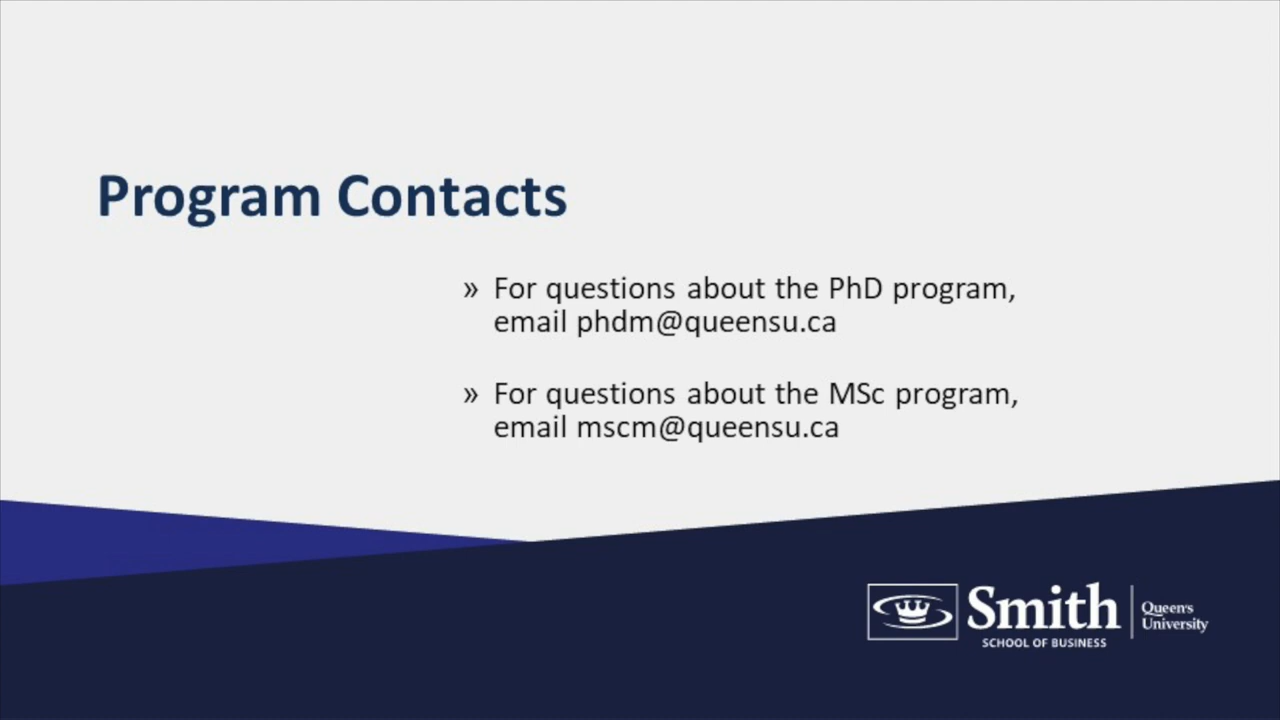 Program Contacts
» For questions about the PhD program,
email phdm@queensu.ca
» For questions about the MSc program,
email mscm@queensu.ca
Smith
SCHOOL OF BUSINESS
Queen's
University